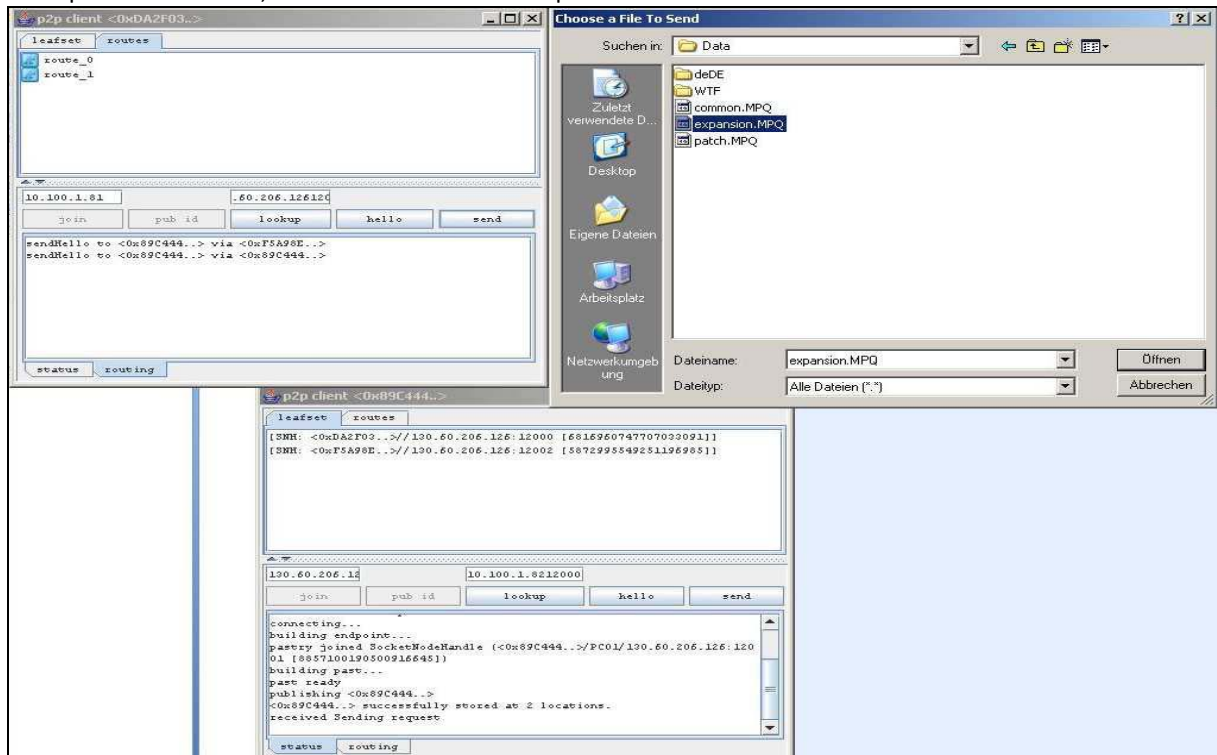 p2p client <0xDA2F03..>
leafset routes
route_0
route_1
10.100.1.81 .60.206.126120
join pub id lookup hello send
sendHello to <0x89C444..> via <0xF5A98E..>
sendHello to <0x89C444..> via <0x89C444..>
status routing
Choose a File To Send
Suchen in: Data
Zuletzt verwendete D...
Desktop
Eigene Dateien
Arbeitsplatz
Netzwerkumgeb
ung
deDE
WTF
common.MPQ
expansion.MPQ
patch.MPQ
Dateiname: expansion.MPQ Öffnen
Dateityp: Alle Dateien (*.*) Abbrechen
p2p client <0x89C444..>
leafset routes
[SNH: <0xDA2F03..>//130.60.206.126:12000 [6816960747707033091]]
[SNH: <0xF5A98E..>//130.60.206.126:12002 [5872995549251196985]]
130.60.206.12 10.100.1.8212000
join pub id lookup hello send
connecting...
building endpoint...
pastry joined SocketNodeHandle (<0x89C444..>/PC01/130.60.206.126:120
01 [8857100190500916645])
building past...
past ready
publishing <0x89C444..>
<0x89C444..> successfully stored at 2 locations.
received Sending request
status routing